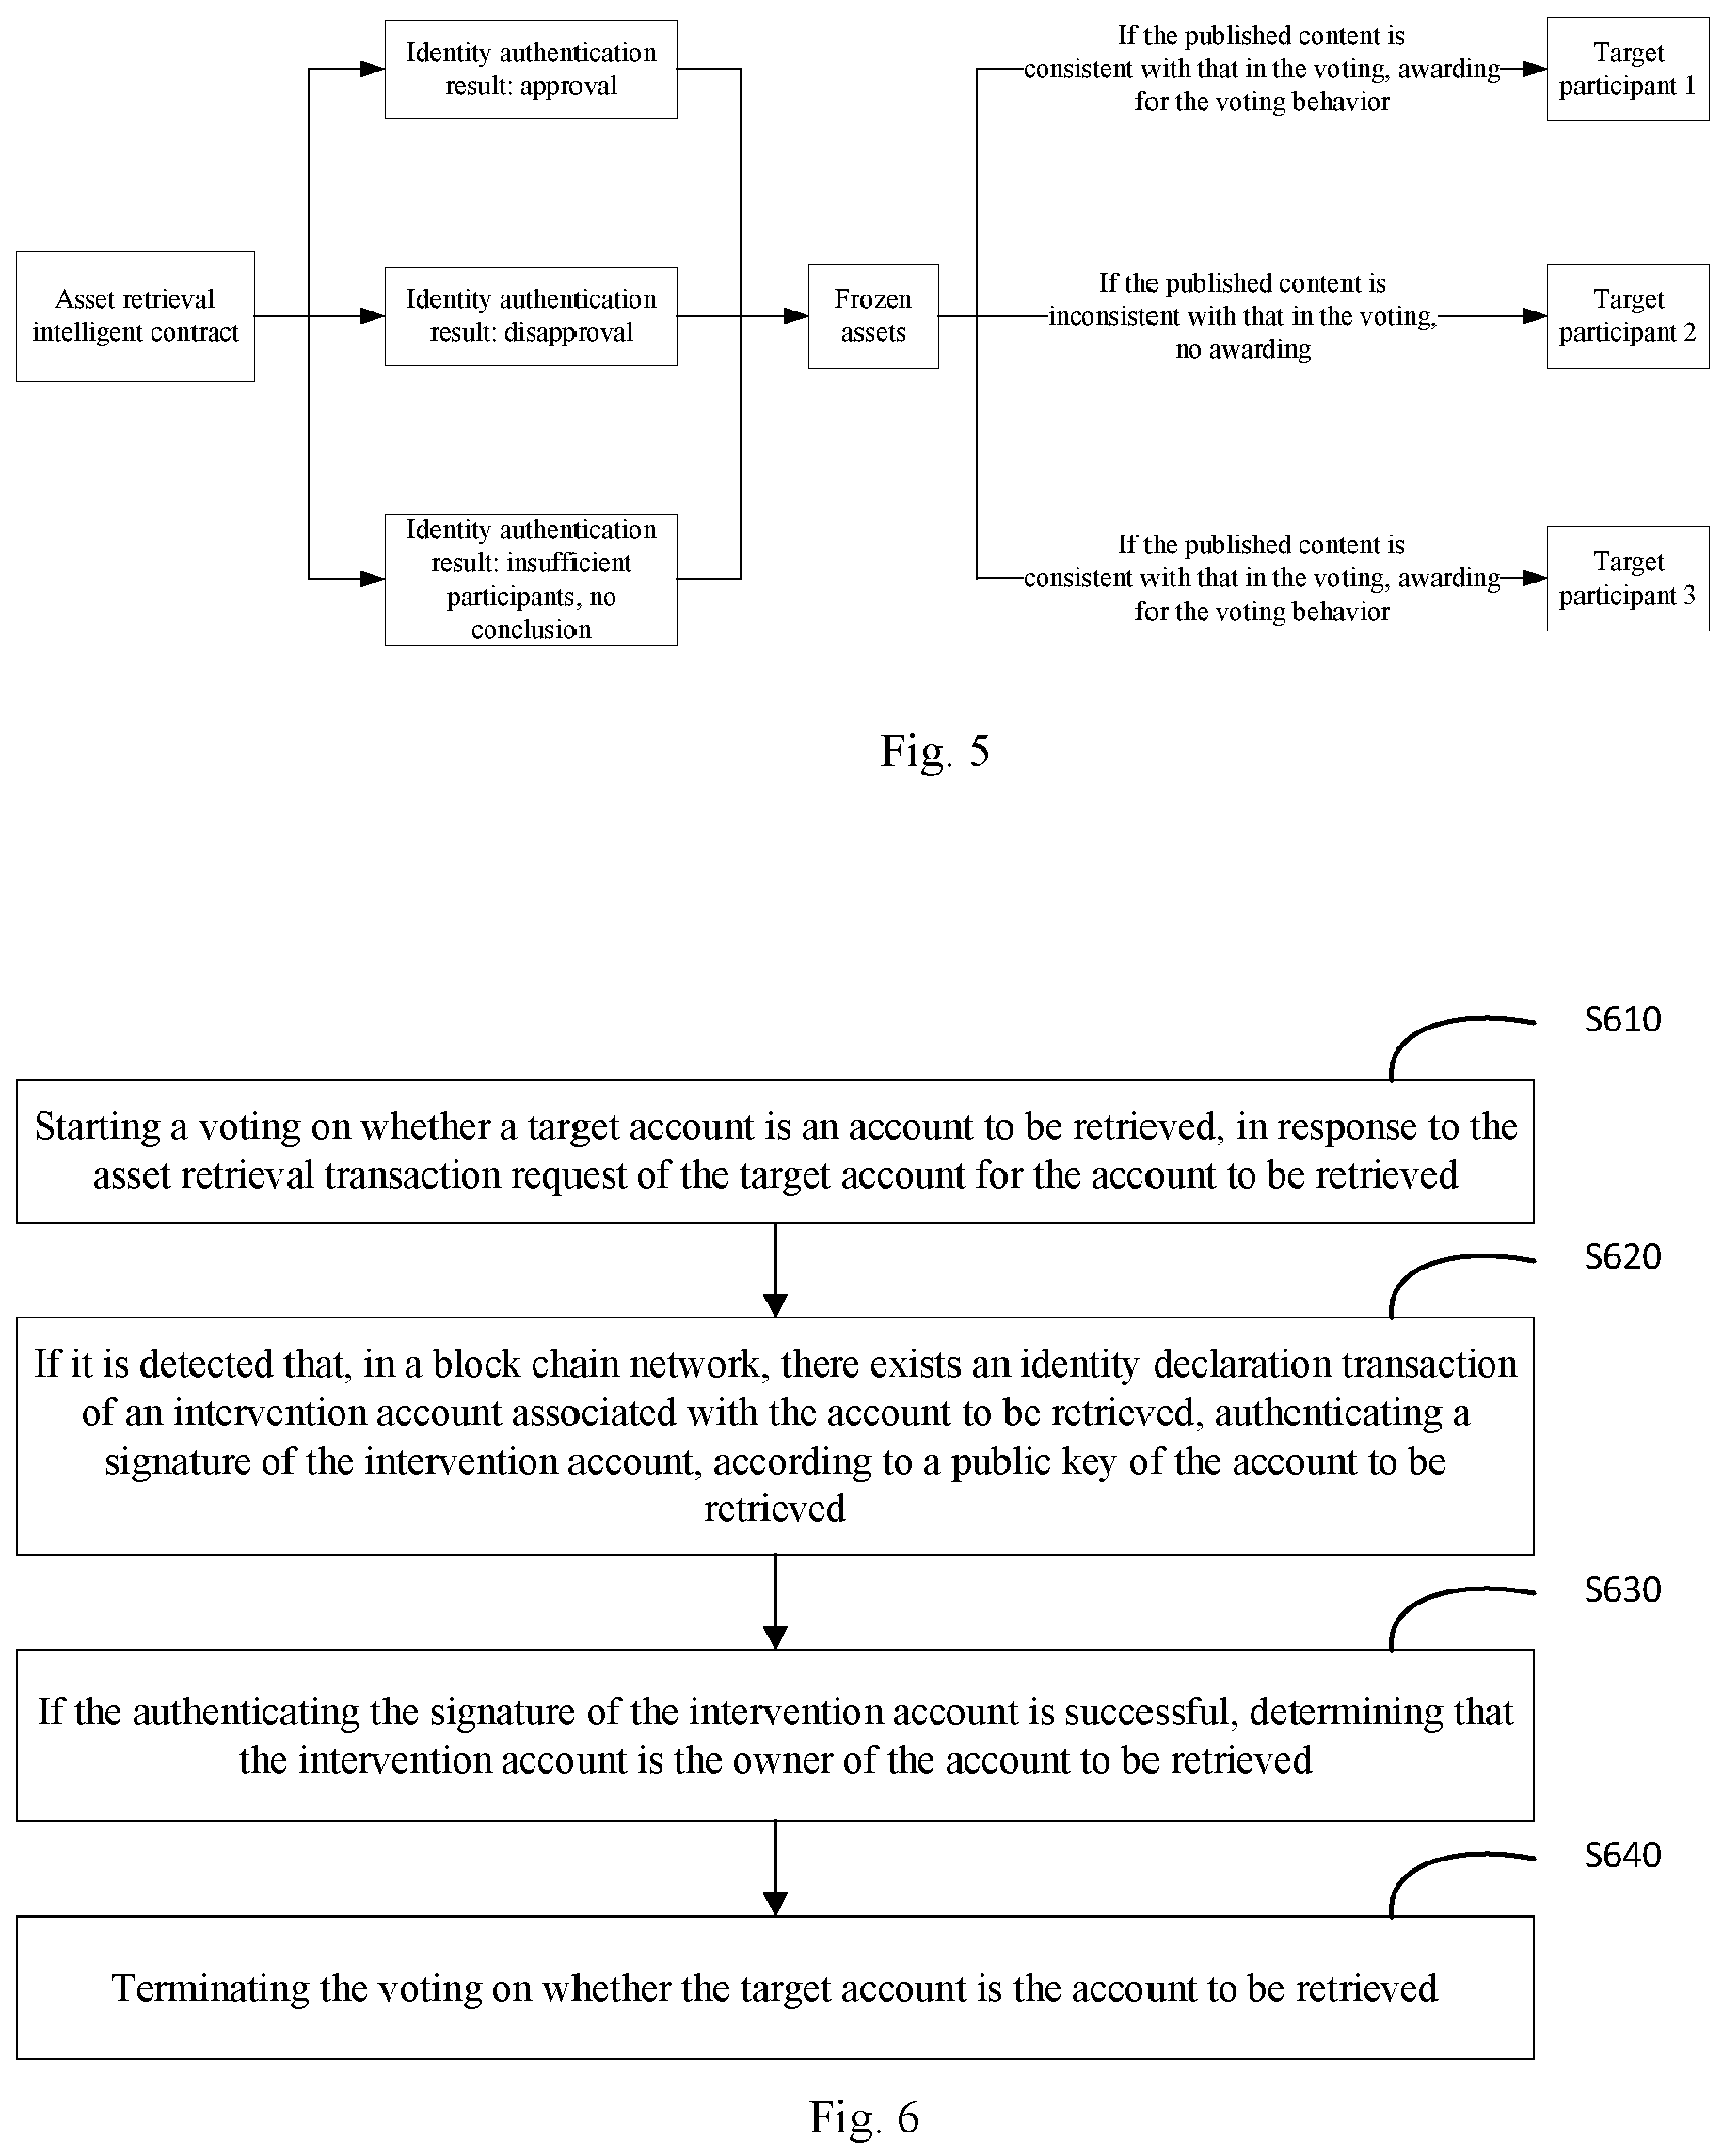 Asset retrieval
intelligent contract
Identity authentication
result: approval
Identity authentication
result: disapproval
Identity authentication
result: insufficient
participants, no
conclusion
Frozen
assets
If the published content is
consistent with that in the voting, awarding
for the voting behavior
Target
participant 1
If the published content is
inconsistent with that in the voting,
no awarding
Target
participant 2
If the published content is
consistent with that in the voting, awarding
for the voting behavior
Target
participant 3
Fig. 5
S610
Starting a voting on whether a target account is an account to be retrieved, in response to the
asset retrieval transaction request of the target account for the account to be retrieved
S620
If it is detected that, in a block chain network, there exists an identity declaration transaction
of an intervention account associated with the account to be retrieved, authenticating a
signature of the intervention account, according to a public key of the account to be
retrieved
S630
If the authenticating the signature of the intervention account is successful, determining that
the intervention account is the owner of the account to be retrieved
S640
Terminating the voting on whether the target account is the account to be retrieved
Fig. 6